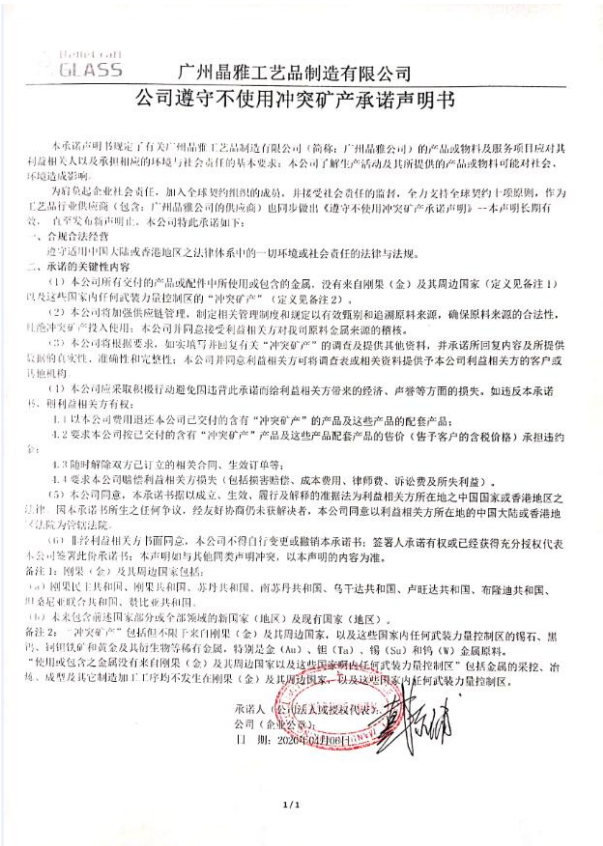 GLASS
广州晶雅工艺品制造有限公司
公司遵守不使用冲突矿产承诺声明书
本承诺声明书规定了有关广州晶雅工艺品制造有限公司（简称：广州晶雅公司）的产品或物料及服务项目应对其
利益相关人以及承担相应的环境与社会责任的基本要求；本公司了解生产活动及其所提供的产品或物料可能对社会、
环境造成影响。
为肩负起企业社会责任，加入全球契约组织的成员，并接受社会责任的监督，全力支持全球契约十项原则，作为
工艺品行业供应商（包含：广州晶雅公司的供应商）也同步做出《遵守不使用冲突矿产承诺声明》--本声明长期有
效，直至发布新声明止。本公司特此承诺如下：
一、合规合法经营
遵守适用中国大陆或香港地区之法律体系中的一切环境或社会责任的法律与法规。
二、承诺的关键性内容
（1）本公司所有交付的产品或配件中所使用或包含的金属，没有来自刚果（金）及其周边国家（定义见备注1）
以及这些国家内任何武装力量控制区的“冲突矿产”（定义见备注2）。
（2）本公司将加强供应链管理，制定相关管理制度和规定以有效甄别和追溯原料来源，确保原料来源的合法性，
杜绝冲突矿产投入使用；本公司并同意接受利益相关方对我司原料金属来源的稽核。
（3）本公司将根据要求，如实填写并回复有关“冲突矿产”的调查及提供其他资料，并承诺所回复内容及所提供
数据的真实性、准确性和完整性；本公司并同意利益相关方可将调查表或相关资料提供予本公司利益相关方的客户或
其他机构
（4）本公司应采取积极行动避免因违背此承诺而给利益相关方带来的经济、声誉等方面的损失。如违反本承诺
书，则利益相关方有权：
4.1以本公司费用退还本公司已交付的含有“冲突矿产”的产品及这些产品的配套产品；
4.2要求本公司按已交付的含有“冲突矿产”产品及这些产品配套产品的售价（售予客户的含税价格）承担违约
金；
4.3随时解除双方已订立的相关合同、生效订单等；
4.4要求本公司赔偿利益相关方损失（包括损害赔偿、成本费用、律师费、诉讼费及所失利益）。
（5）本公司同意，本承诺书据以成立、生效、履行及解释的准据法为利益相关方所在地之中国国家或香港地区之
法律。因本承诺书所生之任何争议，经友好协商仍未获解决者，本公司同意以利益相关方所在地的中国大陆或香港地
区法院为管辖法院。
（6）非经利益相关方书面同意，本公司不得自行变更或撤销本承诺书；签署人承诺有权或已经获得充分授权代表
本公司签署此份承诺书；本声明如与其他同类声明冲突，以本声明的内容为准。
备注1：刚果（金）及其周边国家包括：
（a）刚果民主共和国、刚果共和国、苏丹共和国、南苏丹共和国、乌干达共和国、卢旺达共和国、布隆迪共和国、
坦桑尼亚联合共和国、赞比亚共和国。
（b）未来包含前述国家部分或全部领域的新国家（地区）及现有国家（地区）。
备注2：“冲突矿产”包括但不限于来自刚果（金）及其周边国家，以及这些国家内任何武装力量控制区的锡石、黑
钨、钶钽铁矿和黄金及其衍生物等稀有金属，特别是金（Au）、钽（Ta）、锡（Su）和钨（W）金属原料。
“使用或包含之金属没有来自刚果（金）及其周边国家以及这些国家境内任何武装力量控制区”包括金属的采挖、冶
炼、成型及其它制造加工工序均不发生在刚果（金）及其周边国家，以及这些国家内任何武装力量控制区。
承诺人（公司法人或授权代表）：
公司（企业公章）：
日 期：2020年04月06日
1/1